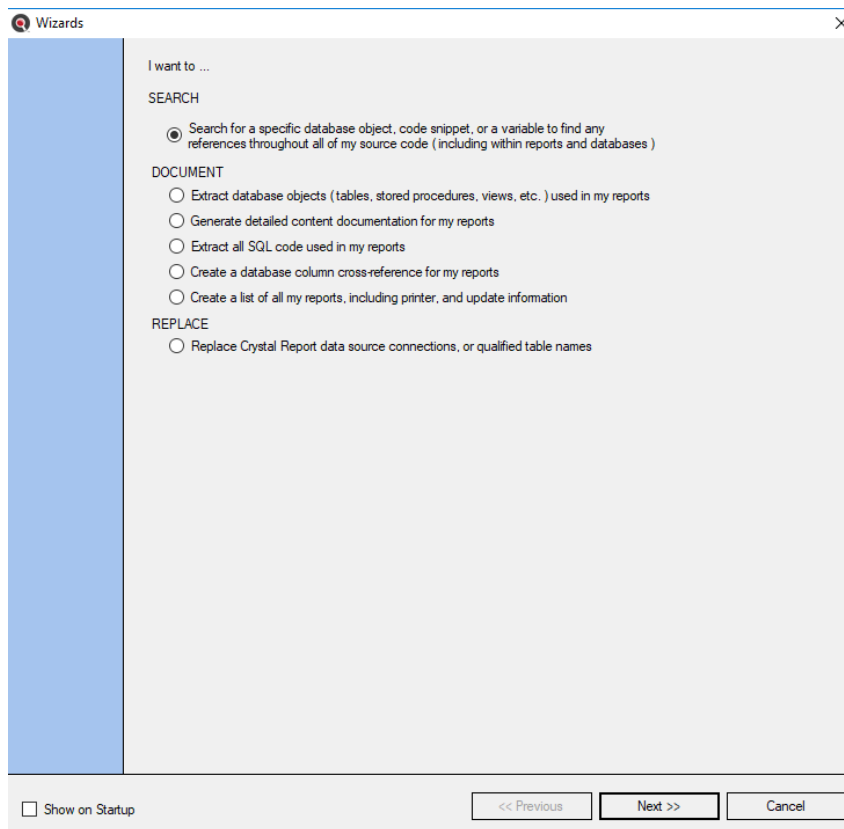 Wizards
I want to ...
SEARCH
Search for a specific database object, code snippet, or a variable to find any
references throughout all of my source code ( including within reports and databases )
DOCUMENT
Extract database objects ( tables, stored procedures, views, etc. ) used in my reports
Generate detailed content documentation for my reports
Extract all SQL code used in my reports
Create a database column cross-reference for my reports
Create a list of all my reports, including printer, and update information
REPLACE
Replace Crystal Report data source connections, or qualified table names
Show on Startup
<< Previous
Next >>
Cancel